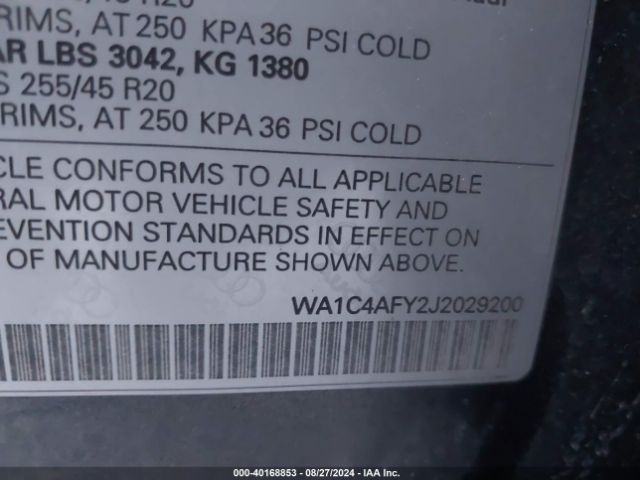 R20
RIMS, AT 250 KPA 36 PSI COLD
AR LBS 3042, KG 1380
S 255/45 R20
RIMS, AT 250 KPA 36 PSI COLD
CLE CONFORMS TO ALL APPLICABLE
RAL MOTOR VEHICLE SAFETY AND
EVENTION STANDARDS IN EFFECT ON
OF MANUFACTURE SHOWN ABOVE.
WA1C4AFY2J2029200
000-40168853 - 08/27/2024 - IAA Inc.